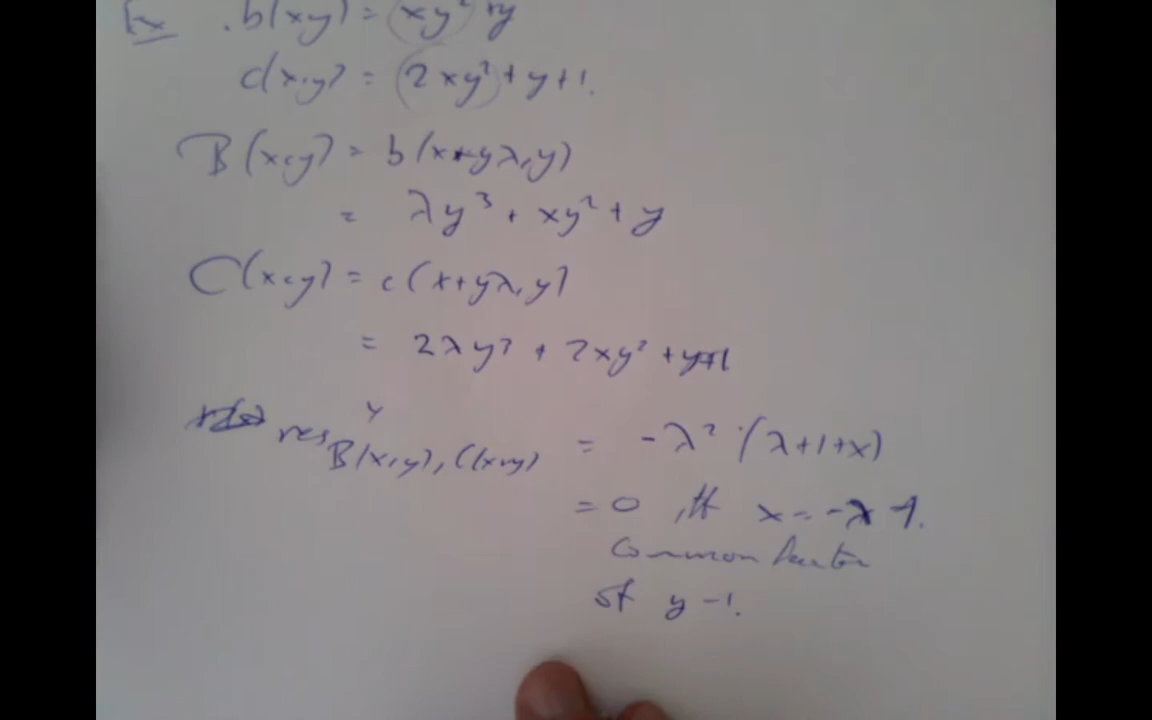 Ex . b(x,y) = xy² + y
c(x,y) = 2xy² + y + 1.
B(x,y) = b(x+yλ,y)
= λy³ + xy² + y
C(x,y) = c(x+yλ,y)
= 2λy³ + 2xy² + y+1
res y B(x,y), C(x,y) = -λ² · (λ+1+x)
= 0 iff x = -λ-1.
Common factor
of y-1.